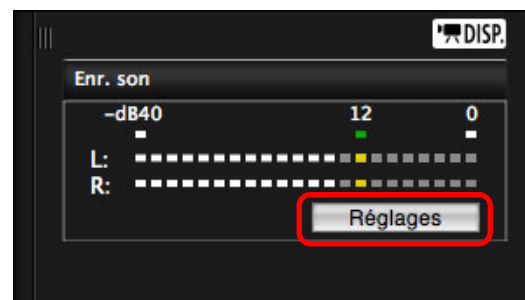 DISP.
Enr. son
-dB40 12 0
L:
R:
Réglages